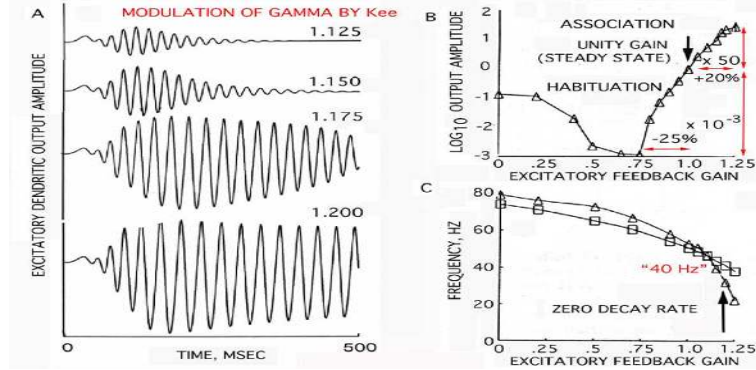 A
MODULATION OF GAMMA BY Kee
EXCITATORY DENDRITIC OUTPUT AMPLITUDE
1.125
1.150
1.175
1.200
0
500
TIME, MSEC
B
LOG10 OUTPUT AMPLITUDE
2
1
0
-1
-2
-3
ASSOCIATION
UNITY GAIN
(STEADY STATE)
HABITUATION
x 50
+20%
x 10-3
-25%
0 .25 .5 .75 1.0 1.25
EXCITATORY FEEDBACK GAIN
C
FREQUENCY, HZ
80
60
40
20
0
"40 Hz"
ZERO DECAY RATE
0 .25 .5 .75 1.0 1.25
EXCITATORY FEEDBACK GAIN